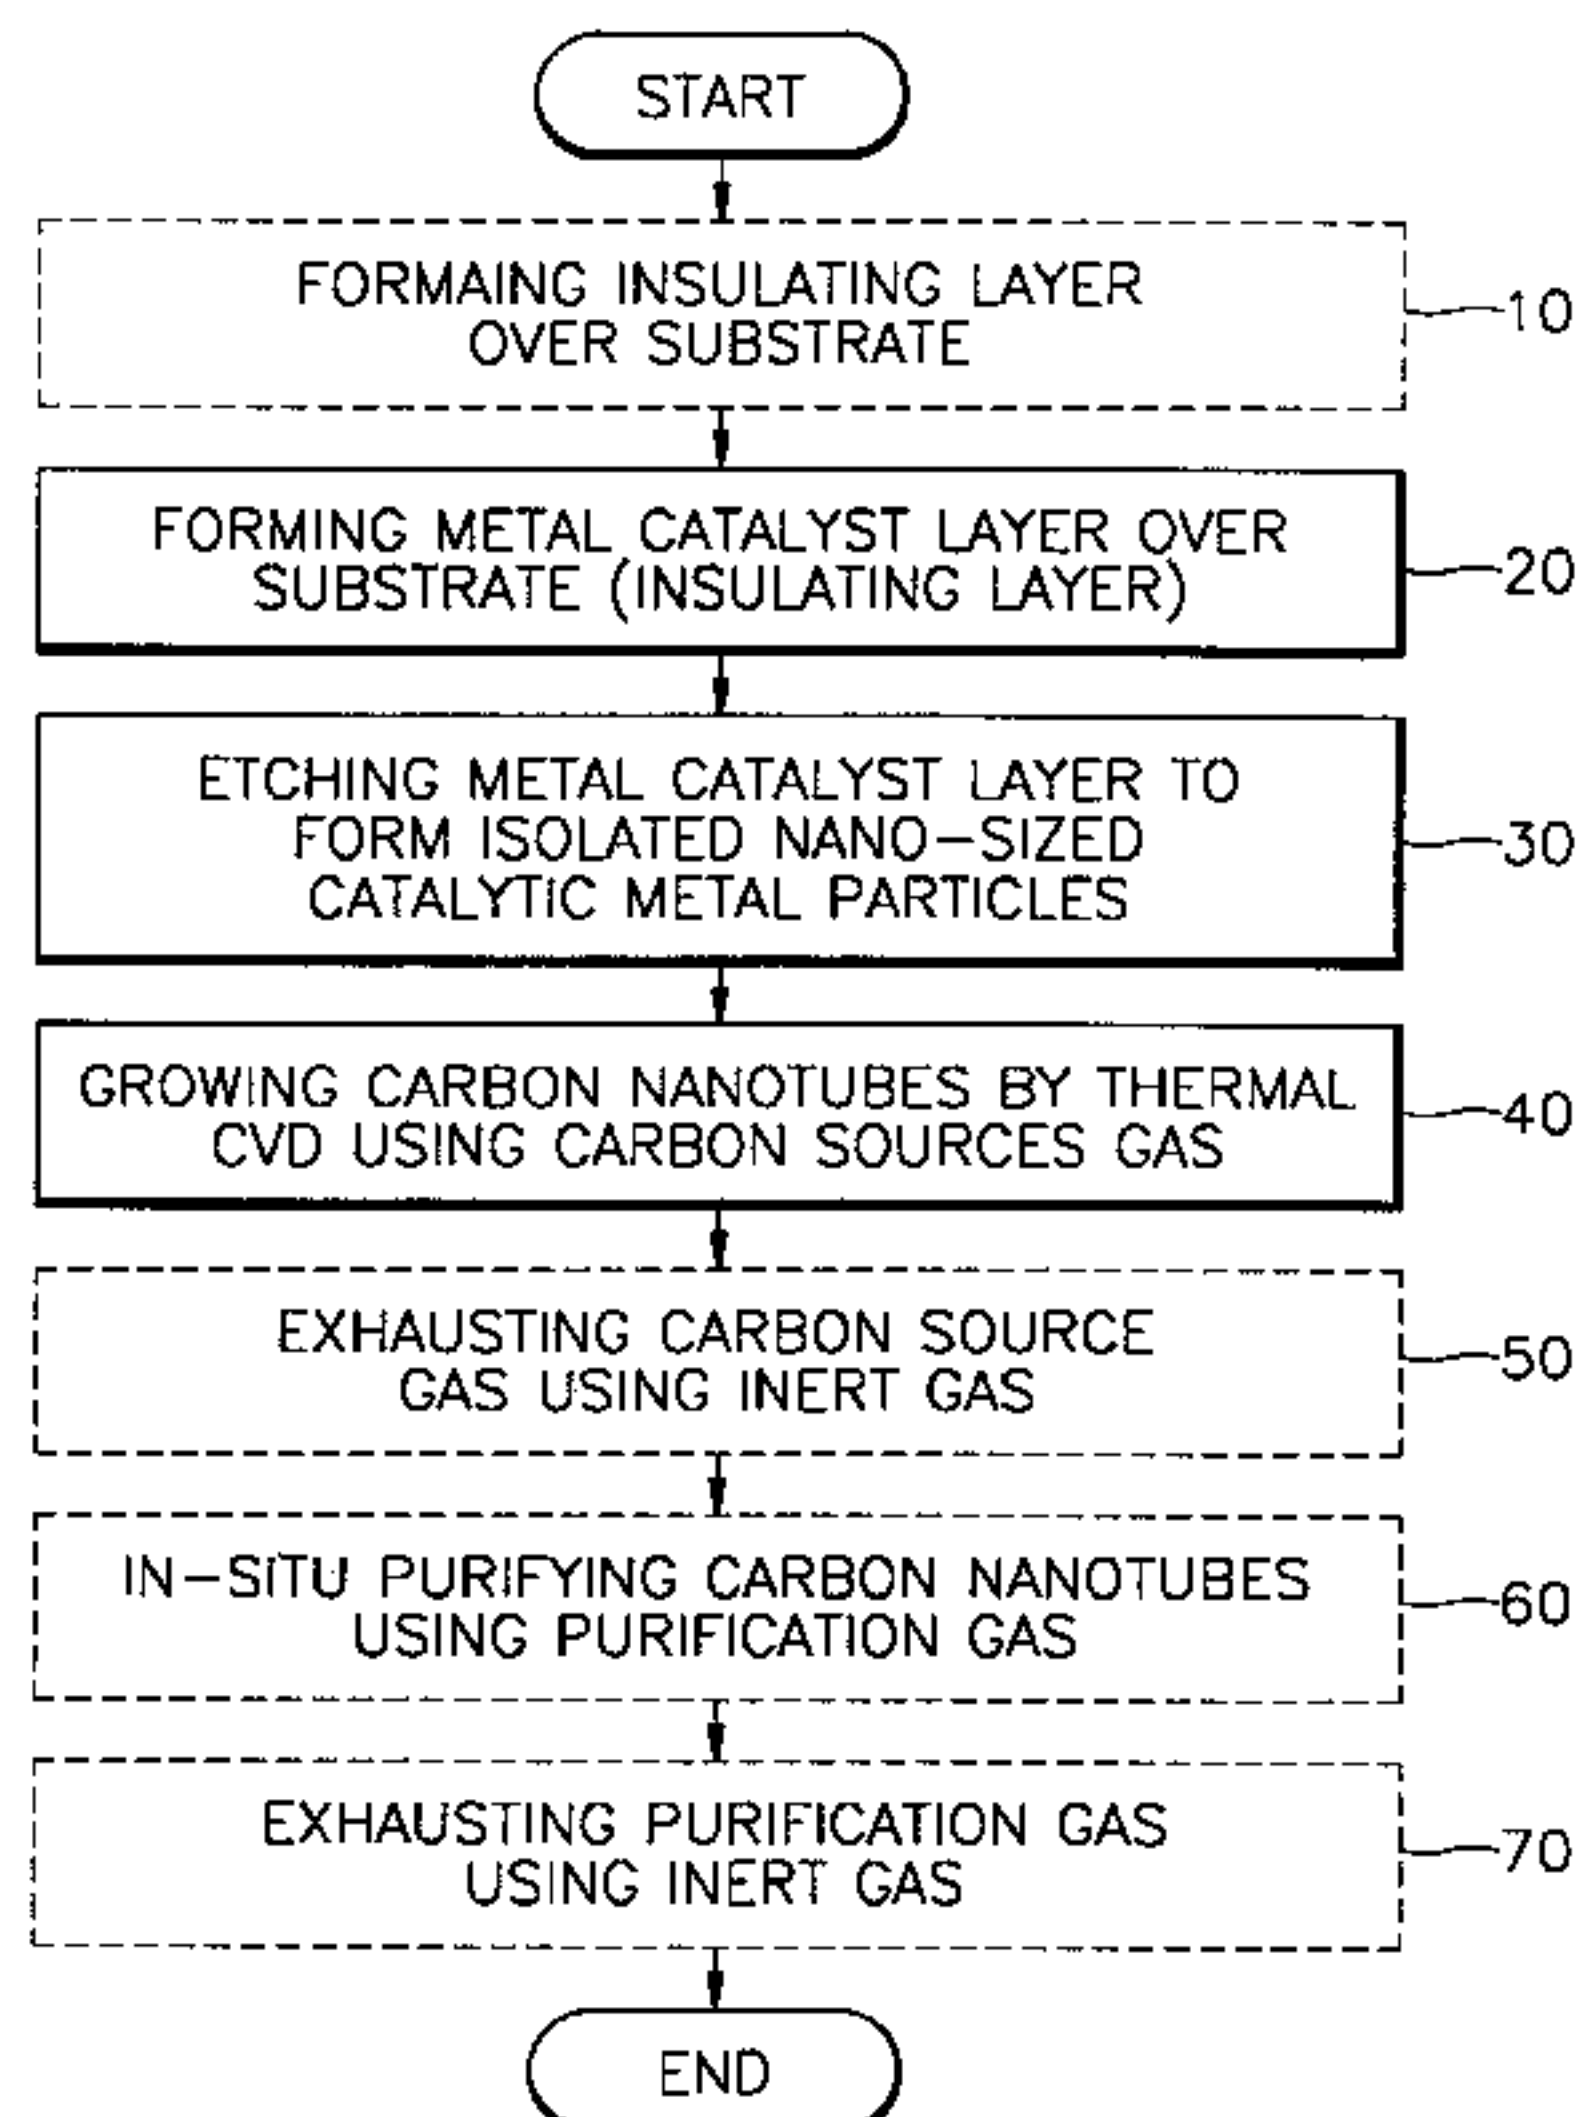 START
FORMAING INSULATING LAYER
OVER SUBSTRATE
10
FORMING METAL CATALYST LAYER OVER
SUBSTRATE (INSULATING LAYER)
20
ETCHING METAL CATALYST LAYER TO
FORM ISOLATED NANO-SIZED
CATALYTIC METAL PARTICLES
30
GROWING CARBON NANOTUBES BY THERMAL
CVD USING CARBON SOURCES GAS
40
EXHAUSTING CARBON SOURCE
GAS USING INERT GAS
50
IN-SITU PURIFYING CARBON NANOTUBES
USING PURIFICATION GAS
60
EXHAUSTING PURIFICATION GAS
USING INERT GAS
70
END